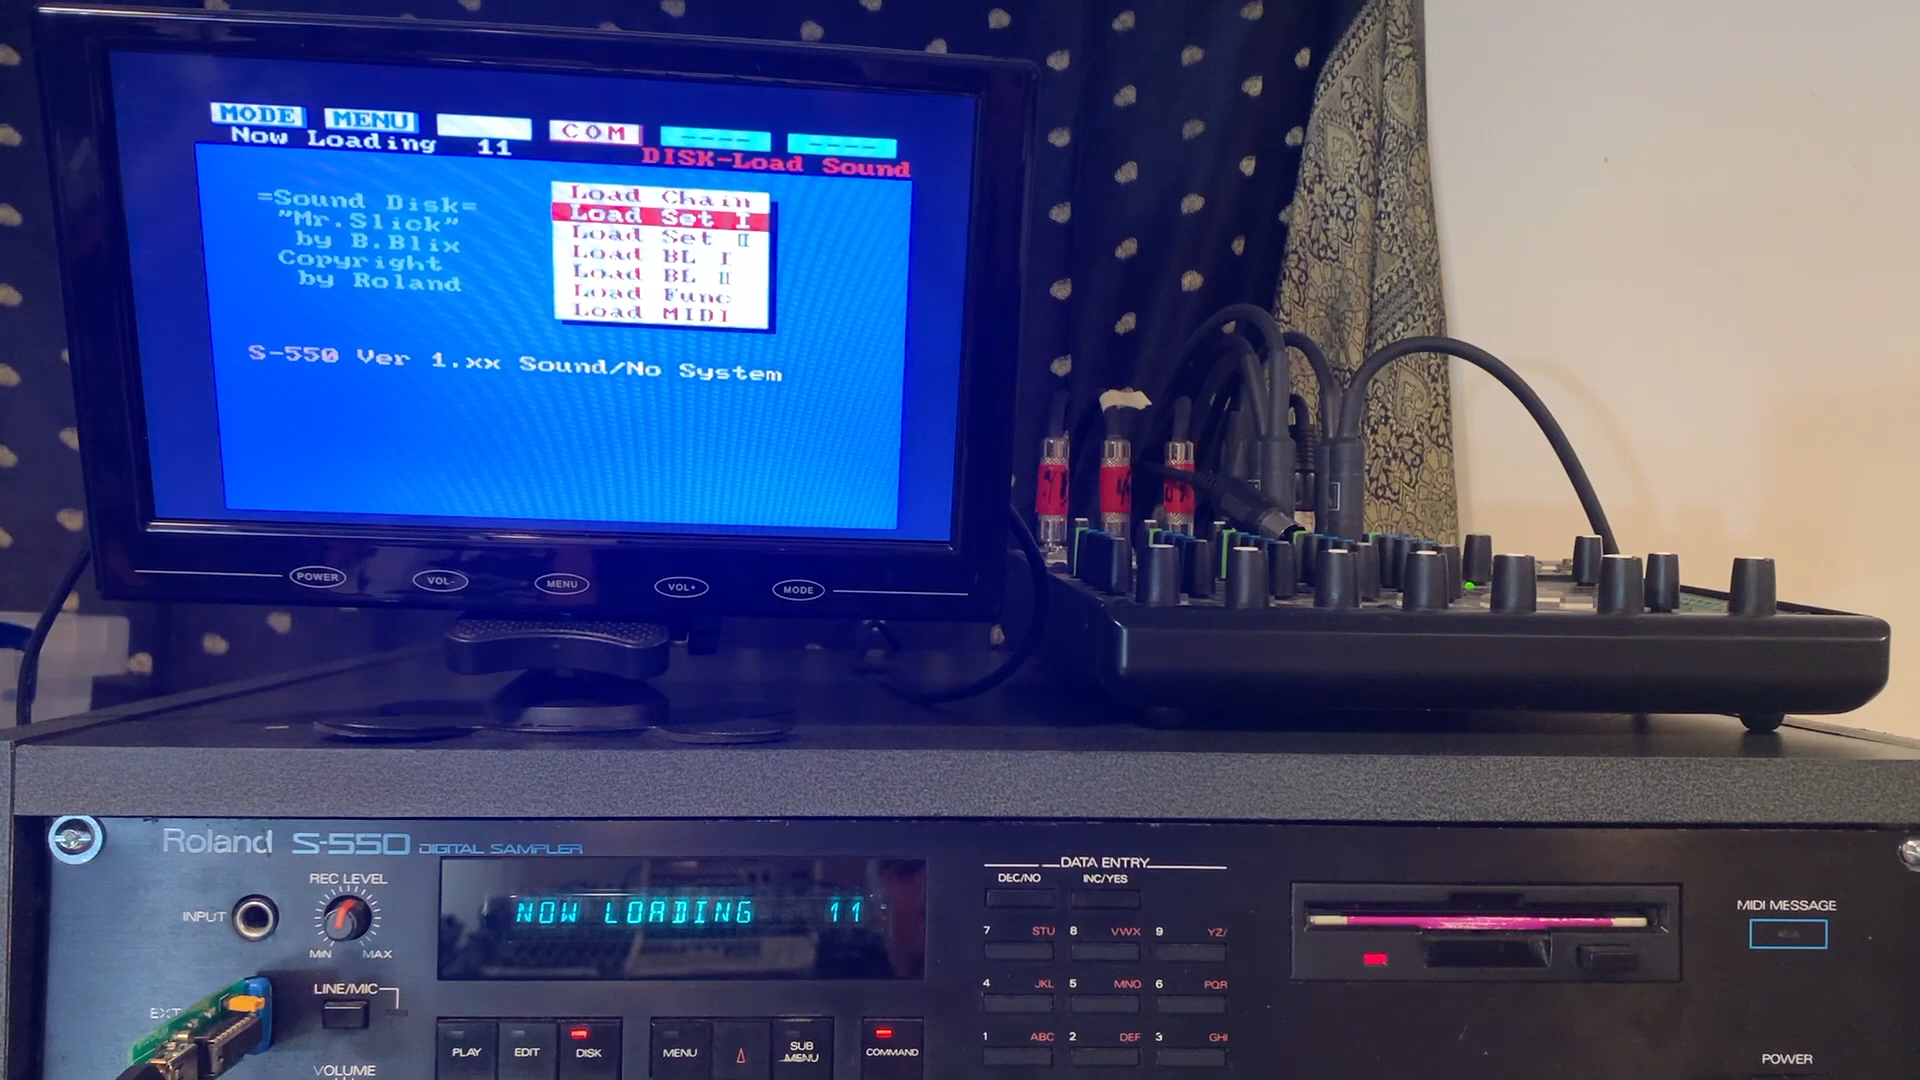 MODE MENU COM ---- ----
Now Loading 11
DISK-Load Sound
=Sound Disk=
"Mr.Slick"
by B.Blix
Copyright
by Roland
Load Chain
Load Set I
Load Set II
Load BL I
Load BL II
Load Func
Load MIDI
S-550 Ver 1.xx Sound/No System
POWER VOL- MENU VOL+ MODE
Roland S-550 DIGITAL SAMPLER
REC LEVEL
INPUT
MIN MAX
LINE/MIC
EXT
VOLUME
NOW LOADING 11
PLAY EDIT DISK MENU SUB MENU COMMAND
DATA ENTRY
DEC/NO INC/YES
7 STU 8 VWX 9 YZ/
4 JKL 5 MNO 6 PQR
1 ABC 2 DEF 3 GHI
MIDI MESSAGE
POWER